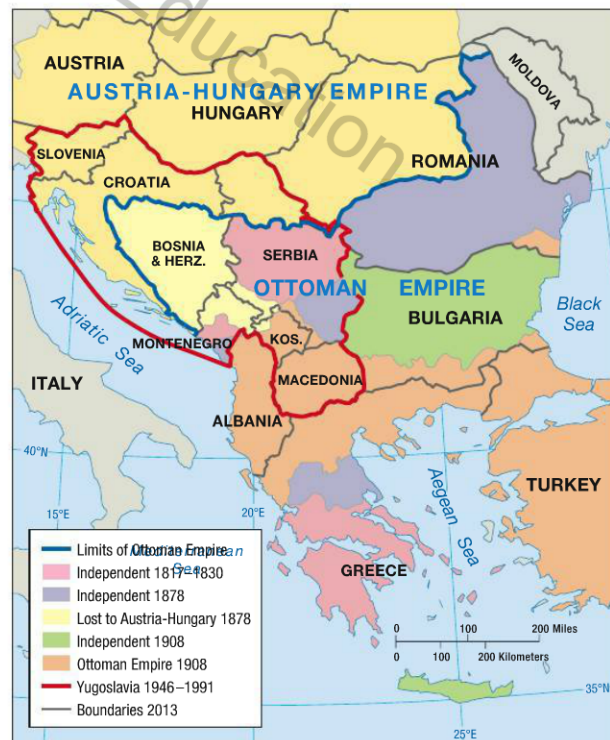 Education
AUSTRIA
AUSTRIA-HUNGARY EMPIRE
HUNGARY
MOLDOVA
SLOVENIA
ROMANIA
CROATIA
BOSNIA
& HERZ.
SERBIA
OTTOMAN EMPIRE
BULGARIA
Black
Sea
Adriatic Sea
MONTENEGRO
KOS.
ITALY
MACEDONIA
ALBANIA
40°N
TURKEY
15°E
20°E
Aegean Sea
GREECE
Limits of Ottoman Empire
Mediterranean
Sea
Independent 1817–1830
Independent 1878
Lost to Austria-Hungary 1878
Independent 1908
Ottoman Empire 1908
Yugoslavia 1946–1991
Boundaries 2013
0 100 200 Miles
0 100 200 Kilometers
35°N
25°E